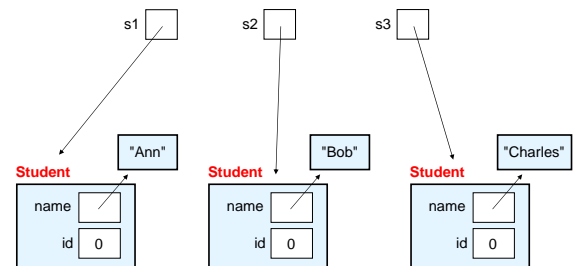 s1 s2 s3
"Ann" "Bob" "Charles"
Student Student Student
name name name
id 0 id 0 id 0